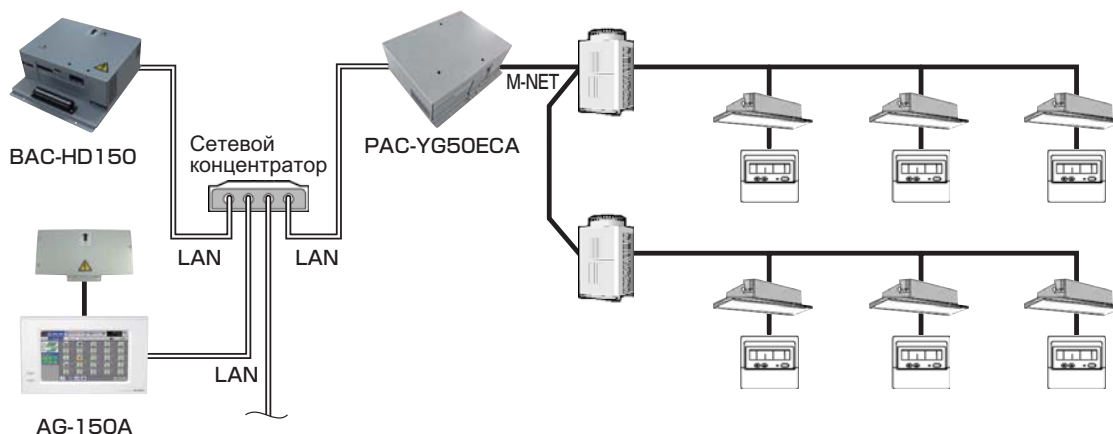 BAC-HD150
Сетевой
концентратор
PAC-YG50ECA
M-NET
LAN
LAN
LAN
AG-150A